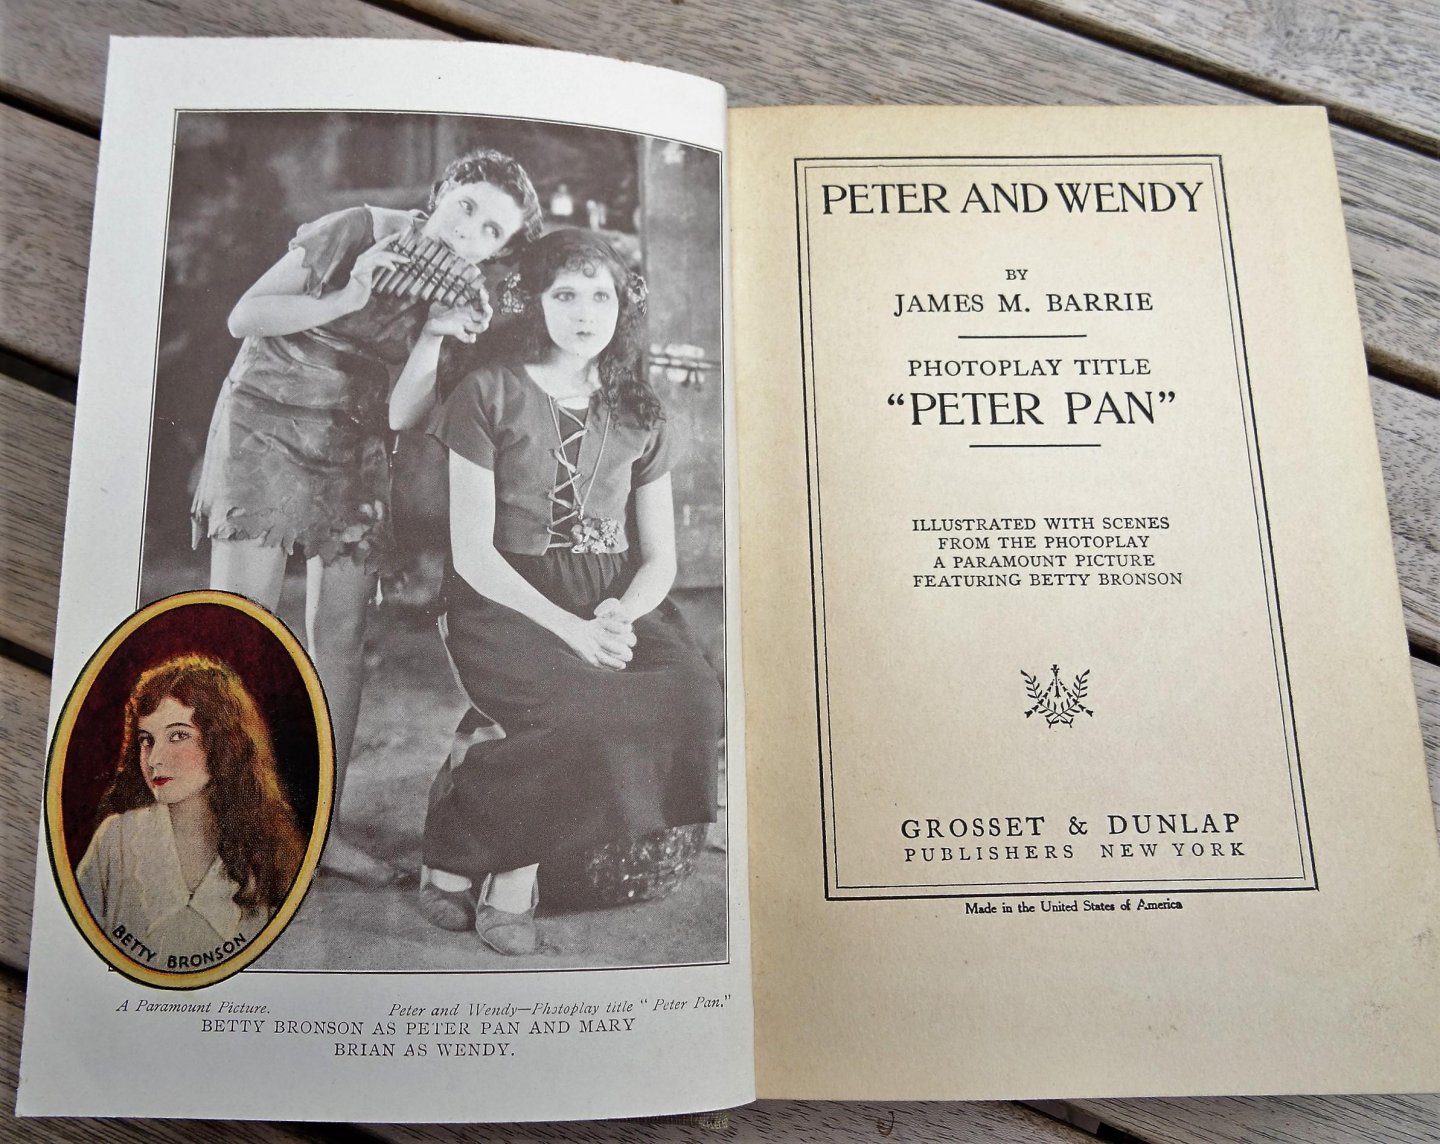 BETTY BRONSON
A Paramount Picture. Peter and Wendy—Photoplay title "Peter Pan."
BETTY BRONSON AS PETER PAN AND MARY
BRIAN AS WENDY.
PETER AND WENDY
BY
JAMES M. BARRIE
PHOTOPLAY TITLE
“PETER PAN”
ILLUSTRATED WITH SCENES
FROM THE PHOTOPLAY
A PARAMOUNT PICTURE
FEATURING BETTY BRONSON
GROSSET & DUNLAP
PUBLISHERS NEW YORK
Made in the United States of America